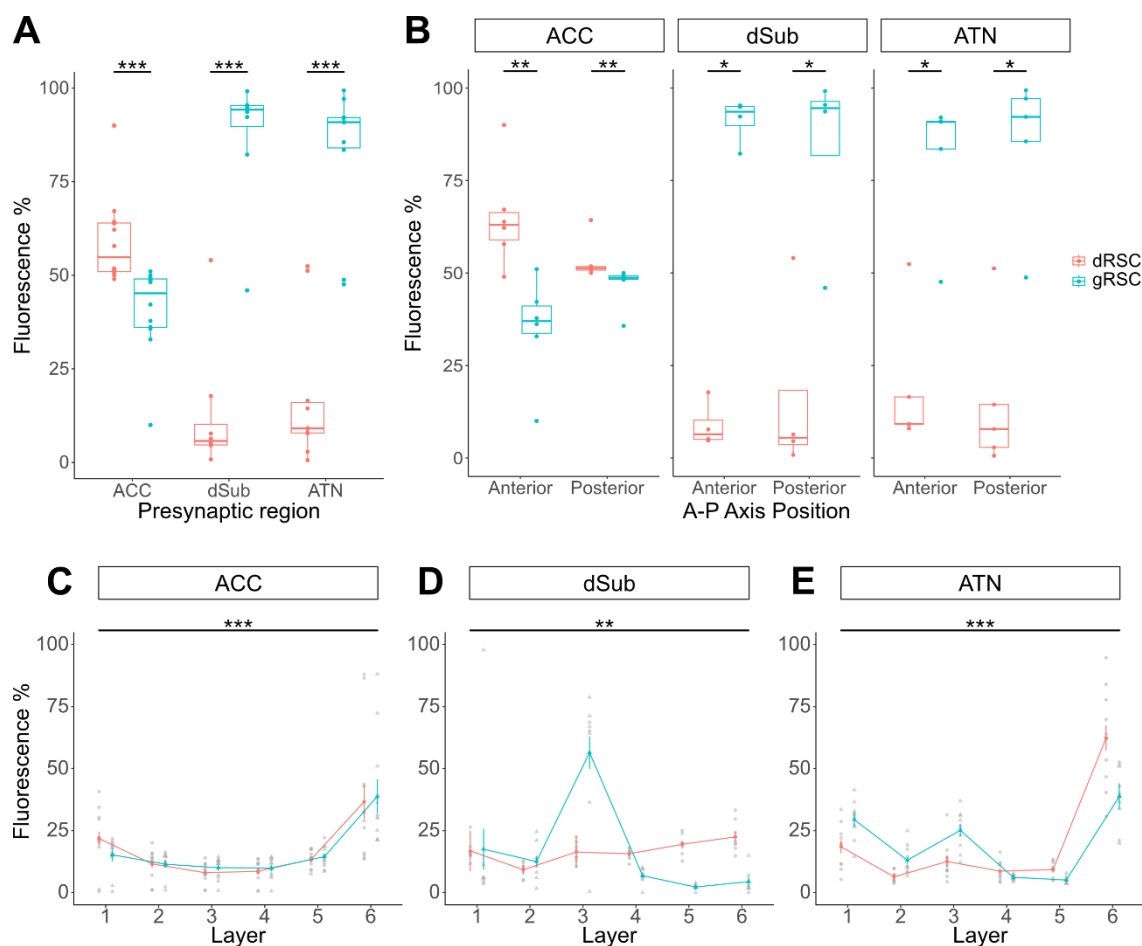 A
B
ACC
dSub
ATN
*** *** ***
** ** * * * *
Fluorescence %
100
75
50
25
0
ACC dSub ATN
Presynaptic region
Fluorescence %
100
75
50
25
0
Anterior Posterior Anterior Posterior Anterior Posterior
A-P Axis Position
dRSC
gRSC
C
ACC
***
Fluorescence %
100
75
50
25
0
1 2 3 4 5 6
Layer
D
dSub
**
100
75
50
25
0
1 2 3 4 5 6
Layer
E
ATN
***
100
75
50
25
0
1 2 3 4 5 6
Layer